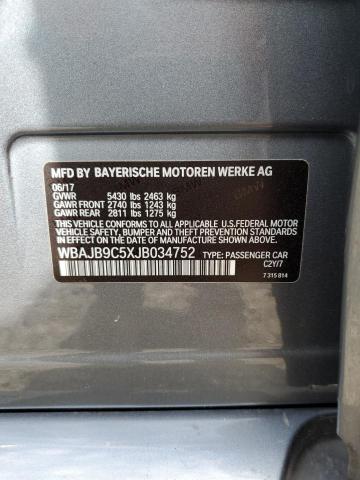 MFD BY BAYERISCHE MOTOREN WERKE AG
06/17
GVWR 5430 lbs 2463 kg
GAWR FRONT 2740 lbs 1243 kg
GAWR REAR 2811 lbs 1275 kg
THIS VEHICLE CONFORMS TO ALL APPLICABLE
U.S.FEDERAL MOTOR
VEHICLE SAFETY, BUMPER, AND THEFT PREVENTION
STANDARDS IN EFFECT ON THE DATE OF
MANUFACTURE SHOWN ABOVE.
WBAJB9C5XJB034752 TYPE: PASSENGER CAR
C2Y/7
7 315 814